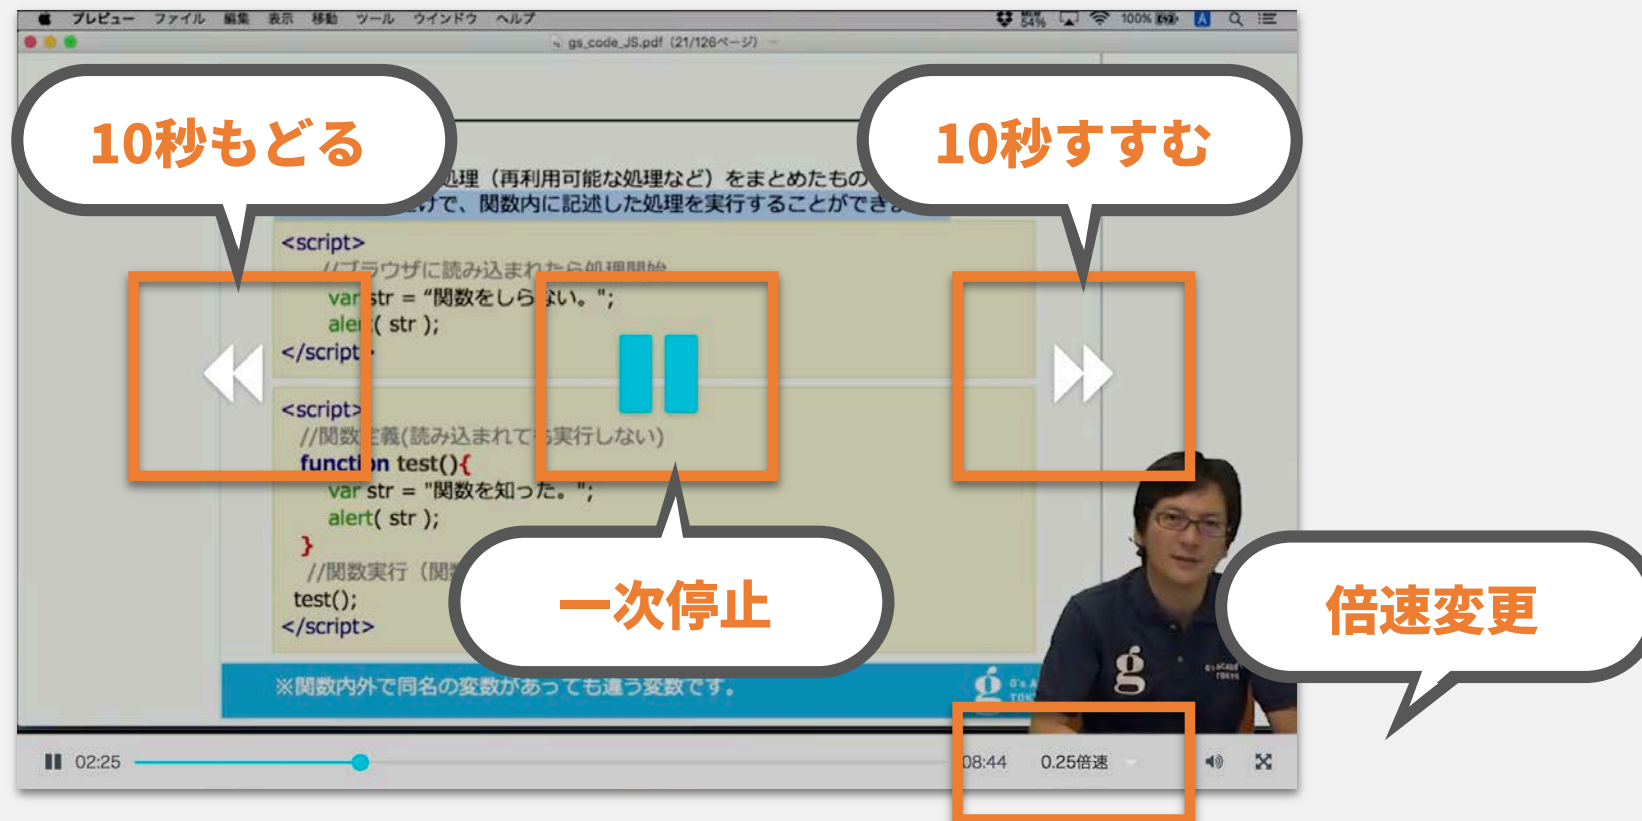 プレビュー ファイル 編集 表示 移動 ツール ウインドウ ヘルプ
54% 100% A
gs_code_JS.pdf（21/126ページ）
10秒もどる
10秒すすむ
処理（再利用可能な処理など）をまとめたもの
けで、関数内に記述した処理を実行することができ
<script>
//ブラウザに読み込まれたら処理開始
var str = “関数をしらない。";
alert( str );
</script>
<script>
//関数定義(読み込まれても実行しない)
function test(){
var str = "関数を知った。";
alert( str );
}
//関数実行（関
test();
</script>
一次停止
倍速変更
※関数内外で同名の変数があっても違う変数です。
g G's A
TOK
g G's ACADE
TOKYO
02:25 08:44 0.25倍速